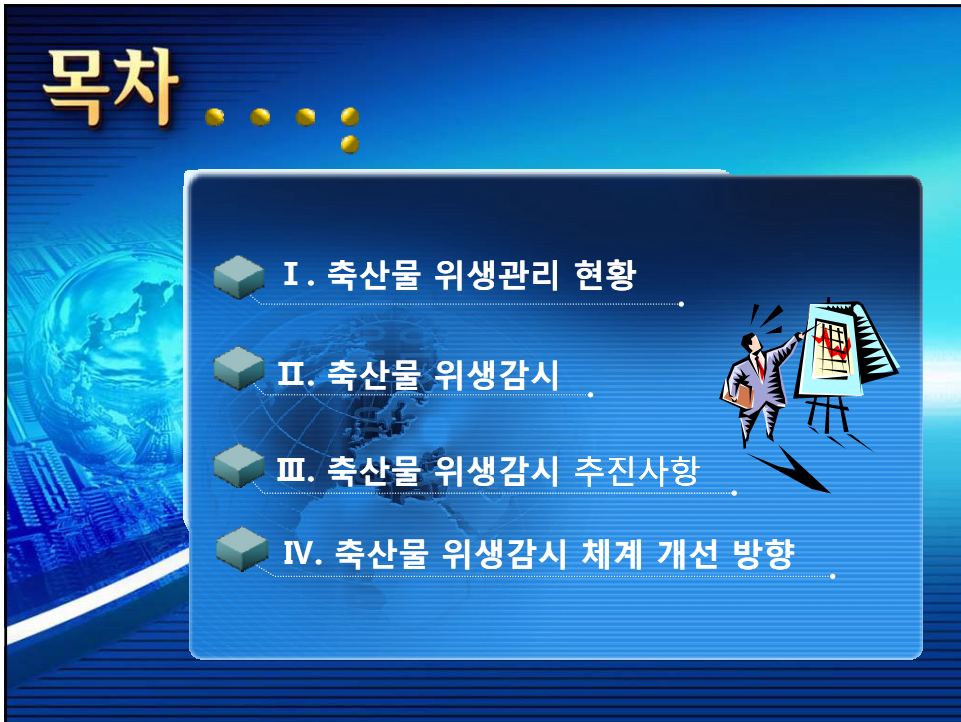 목차
Ⅰ. 축산물 위생관리 현황
Ⅱ. 축산물 위생감시
Ⅲ. 축산물 위생감시 추진사항
Ⅳ. 축산물 위생감시 체계 개선 방향